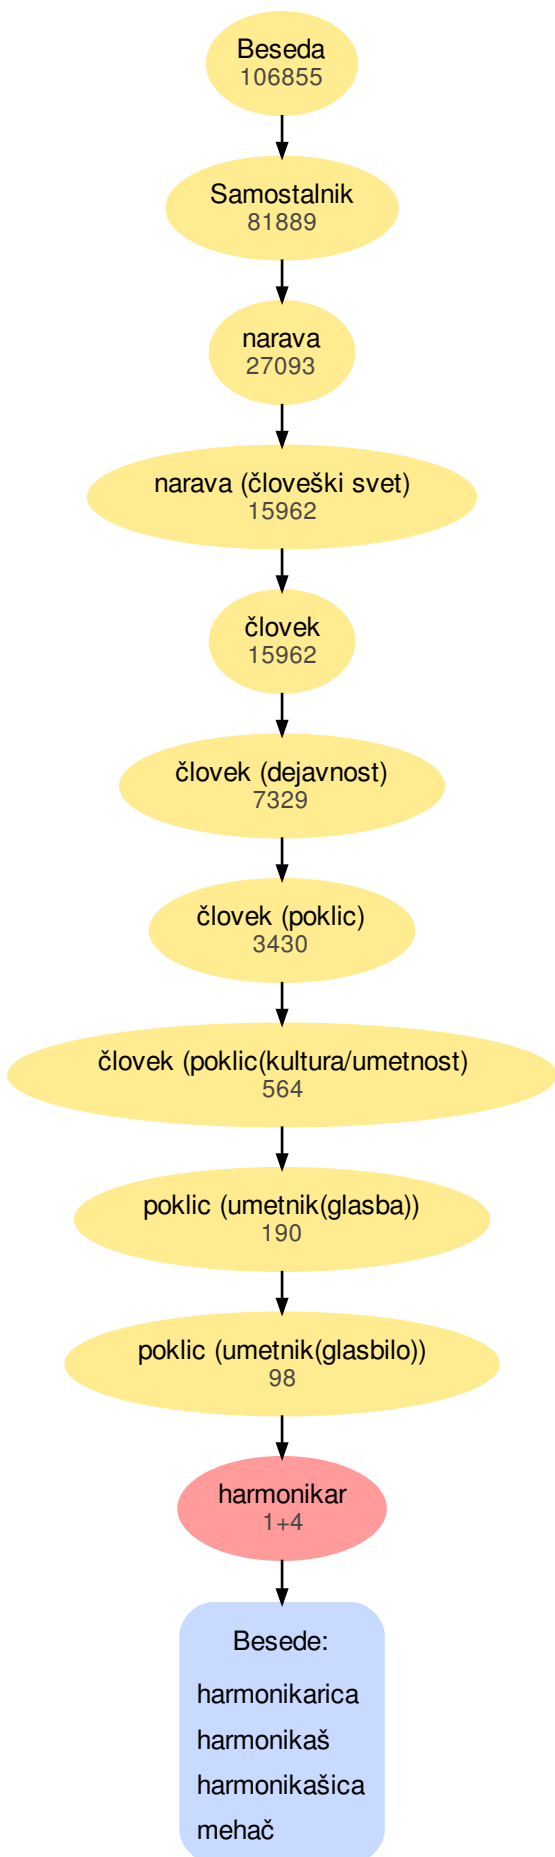 Beseda
106855
Samostalnik
81889
narava
27093
narava (človeški svet)
15962
človek
15962
človek (dejavnost)
7329
človek (poklic)
3430
človek (poklic(kultura/umetnost)
564
poklic (umetnik(glasba))
190
poklic (umetnik(glasbilo))
98
harmonikar
1+4
Besede:
harmonikarica
harmonikaš
harmonikašica
mehač